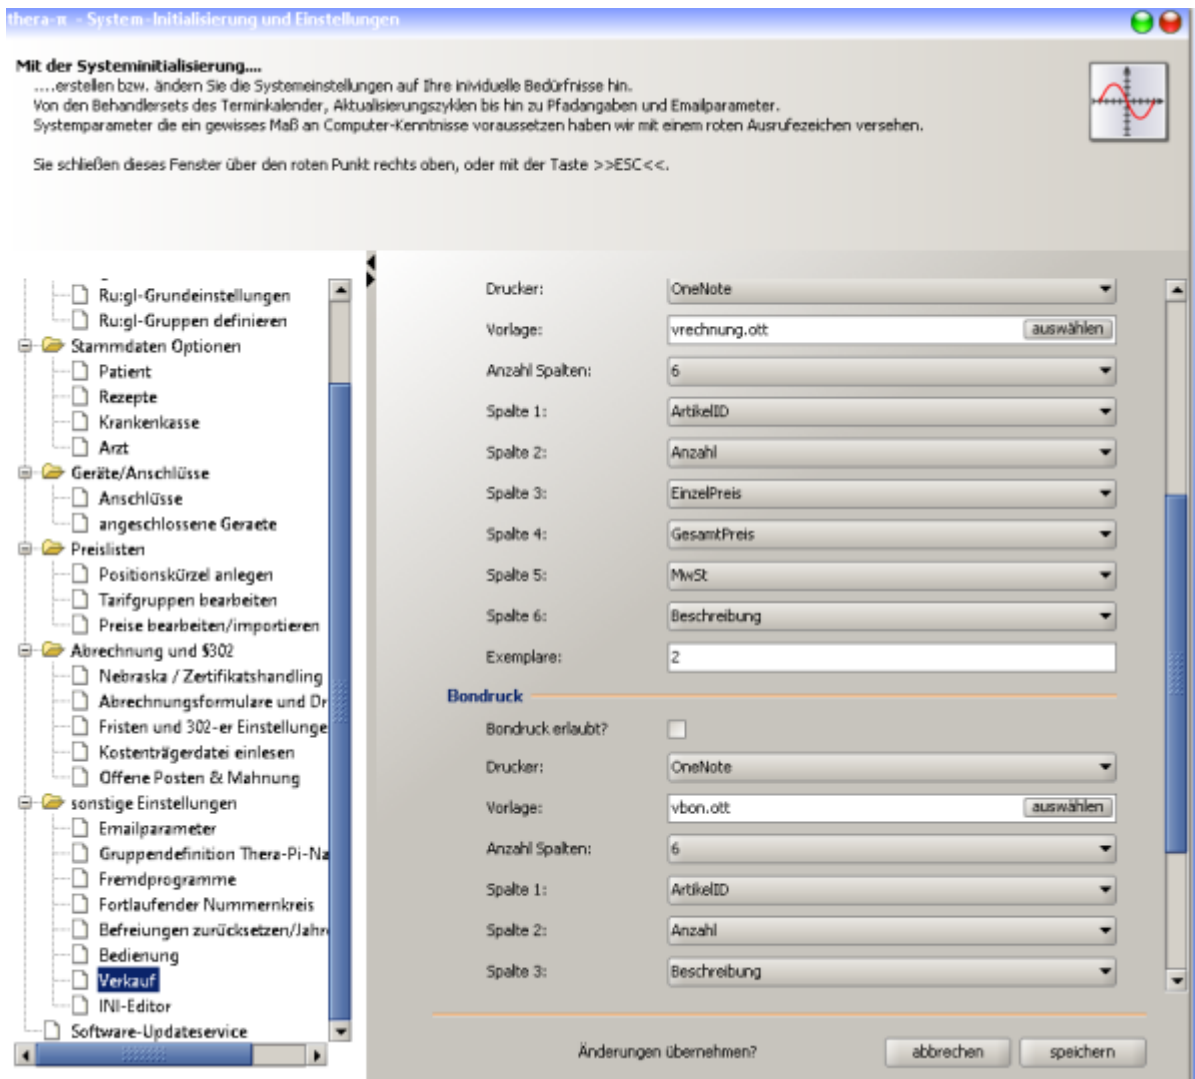 thera-π - System-Initialisierung und Einstellungen
Mit der Systeminitialisierung....
....erstellen bzw. ändern Sie die Systemeinstellungen auf Ihre inividuelle Bedürfnisse hin.
Von den Behandlersets des Terminkalender, Aktualisierungszyklen bis hin zu Pfadangaben und Emailparameter.
Systemparameter die ein gewisses Maß an Computer-Kenntnisse voraussetzen haben wir mit einem roten Ausrufezeichen versehen.
Sie schließen dieses Fenster über den roten Punkt rechts oben, oder mit der Taste >>ESC<<.
Ru:gl-Grundeinstellungen
Ru:gl-Gruppen definieren
Stammdaten Optionen
Patient
Rezepte
Krankenkasse
Arzt
Geräte/Anschlüsse
Anschlüsse
angeschlossene Geraete
Preislisten
Positionskürzel anlegen
Tarifgruppen bearbeiten
Preise bearbeiten/importieren
Abrechnung und §302
Nebraska / Zertifikatshandling
Abrechnungsformulare und Dr
Fristen und 302-er Einstellunge
Kostenträgerdatei einlesen
Offene Posten & Mahnung
sonstige Einstellungen
Emailparameter
Gruppendefinition Thera-Pi-Na
Fremdprogramme
Fortlaufender Nummernkreis
Befreiungen zurücksetzen/Jahre
Bedienung
Verkauf
INI-Editor
Software-Updateservice
Drucker: OneNote
Vorlage: vrechnung.ott auswählen
Anzahl Spalten: 6
Spalte 1: ArtikelID
Spalte 2: Anzahl
Spalte 3: EinzelPreis
Spalte 4: GesamtPreis
Spalte 5: MwSt
Spalte 6: Beschreibung
Exemplare: 2
Bondruck
Bondruck erlaubt?
Drucker: OneNote
Vorlage: vbon.ott auswählen
Anzahl Spalten: 6
Spalte 1: ArtikelID
Spalte 2: Anzahl
Spalte 3: Beschreibung
Änderungen übernehmen? abbrechen speichern